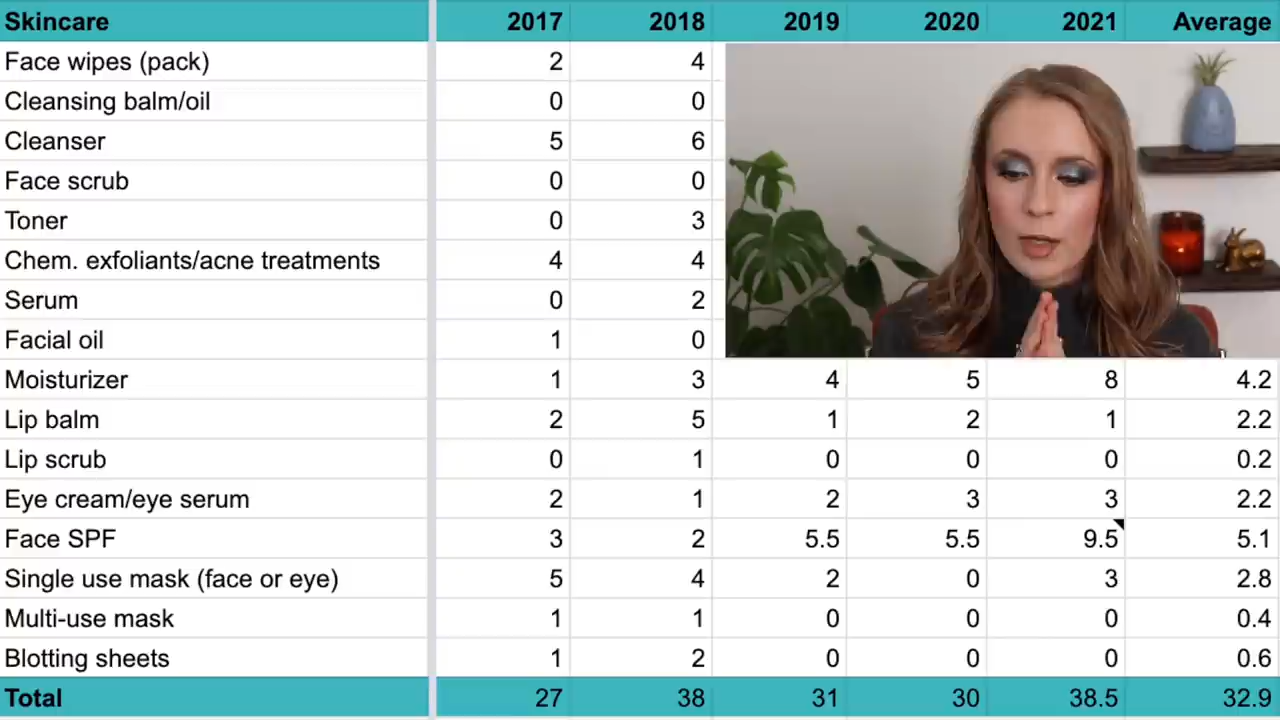 Skincare 2017 2018 2019 2020 2021 Average
Face wipes (pack) 2 4
Cleansing balm/oil 0 0
Cleanser 5 6
Face scrub 0 0
Toner 0 3
Chem. exfoliants/acne treatments 4 4
Serum 0 2
Facial oil 1 0
Moisturizer 1 3 4 5 8 4.2
Lip balm 2 5 1 2 1 2.2
Lip scrub 0 1 0 0 0 0.2
Eye cream/eye serum 2 1 2 3 3 2.2
Face SPF 3 2 5.5 5.5 9.5 5.1
Single use mask (face or eye) 5 4 2 0 3 2.8
Multi-use mask 1 1 0 0 0 0.4
Blotting sheets 1 2 0 0 0 0.6
Total 27 38 31 30 38.5 32.9